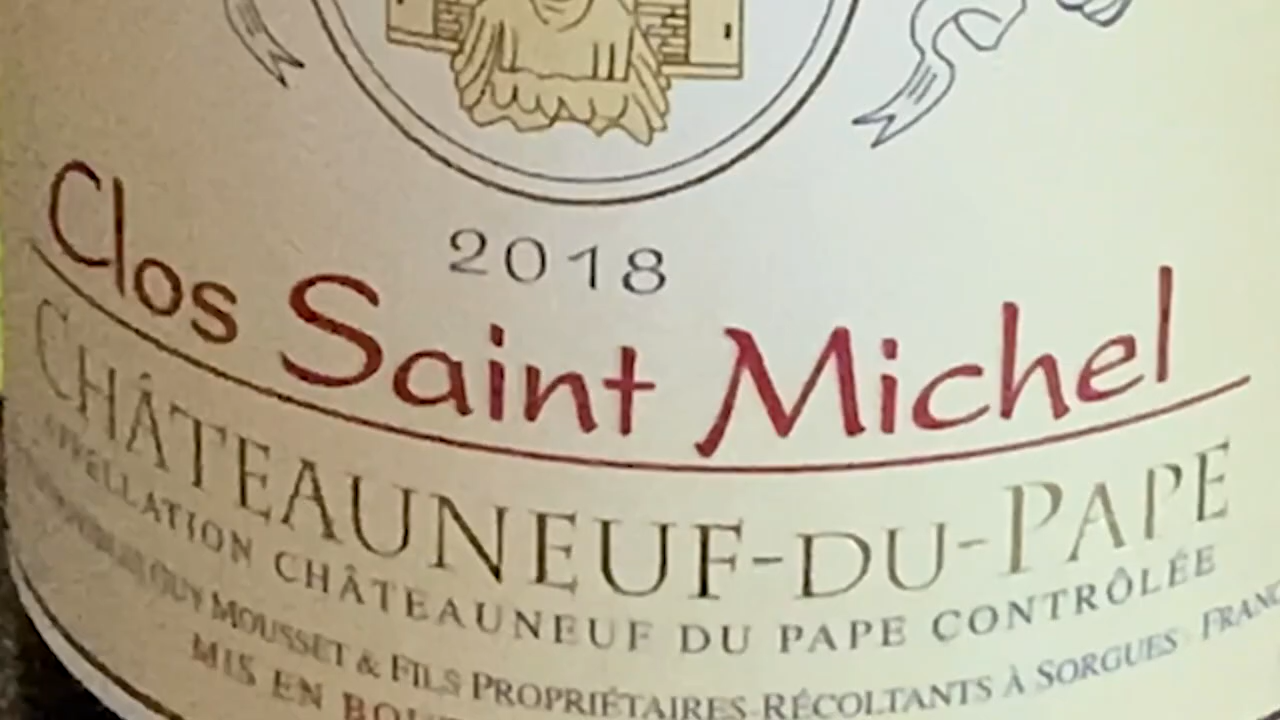 2018
Clos Saint Michel
CHÂTEAUNEUF-DU-PAPE
APPELLATION CHÂTEAUNEUF DU PAPE CONTRÔLÉE
GUY MOUSSET & FILS PROPRIÉTAIRES-RÉCOLTANTS À SORGUES
MIS EN